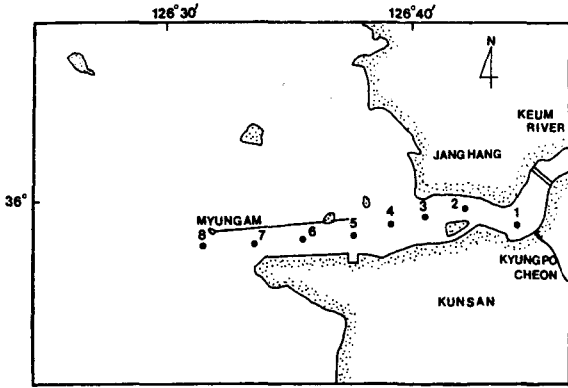 126°30′ 126°40′
N
KEUM
RIVER
JANGHANG
36°
MYUNGAM
8 7 6 5 4 3 2 1
KYUNGPO
CHEON
KUNSAN